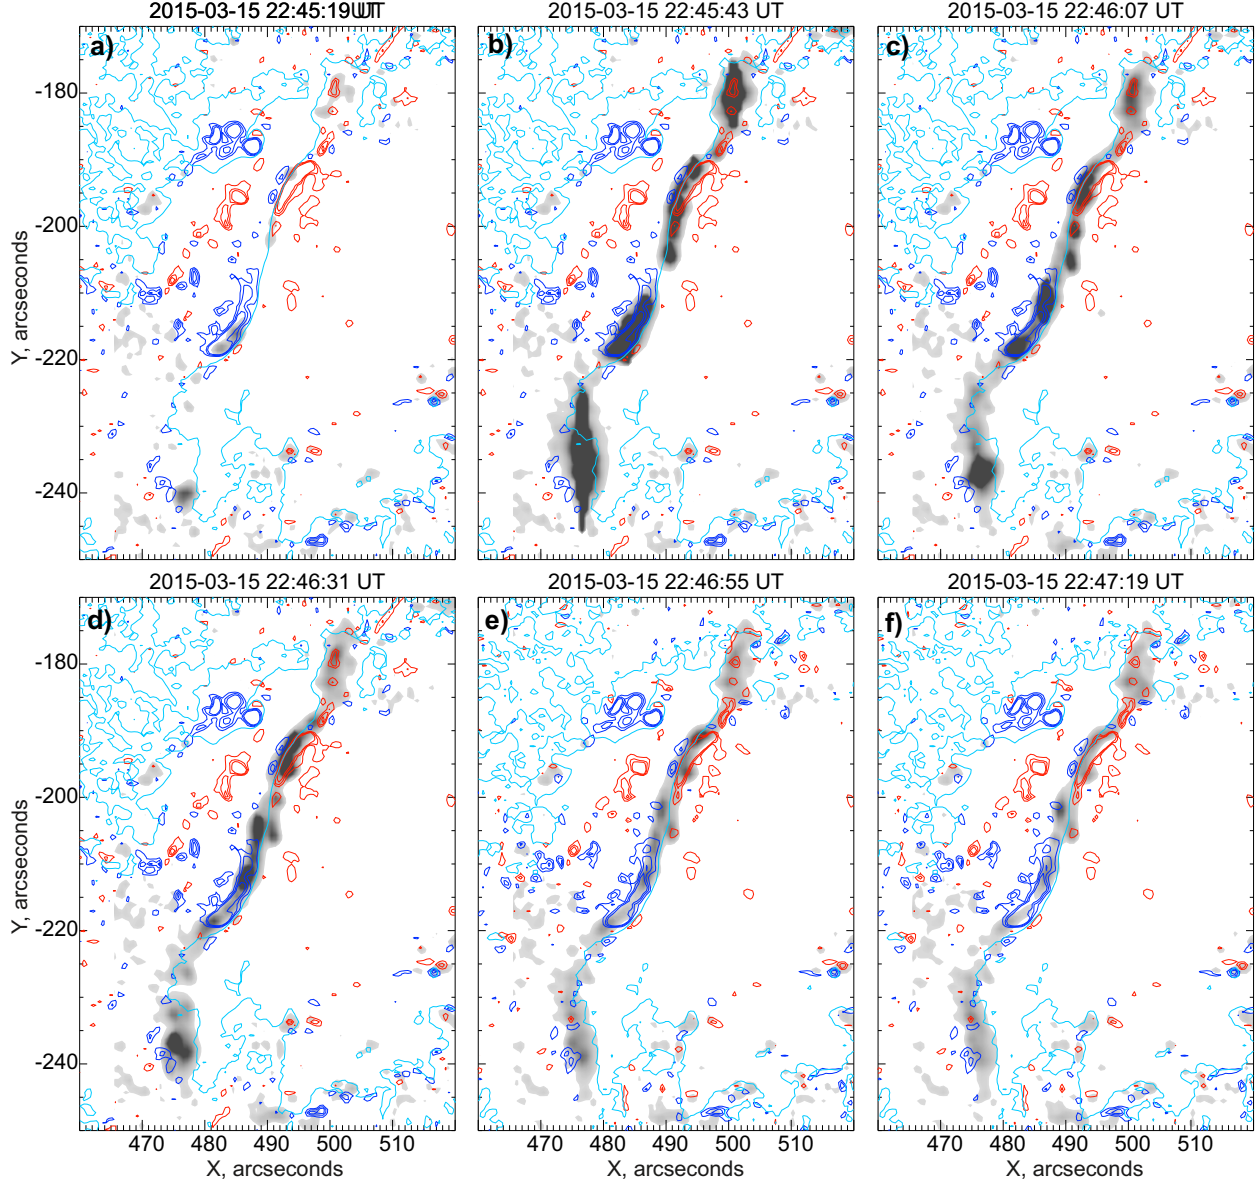 2015-03-15 22:45:19 UT
2015-03-15 22:45:43 UT
2015-03-15 22:46:07 UT
a)
b)
c)
-180
-200
-220
-240
Y, arcseconds
2015-03-15 22:46:31 UT
2015-03-15 22:46:55 UT
2015-03-15 22:47:19 UT
d)
e)
f)
-180
-200
-220
-240
Y, arcseconds
470 480 490 500 510
470 480 490 500 510
470 480 490 500 510
X, arcseconds
X, arcseconds
X, arcseconds